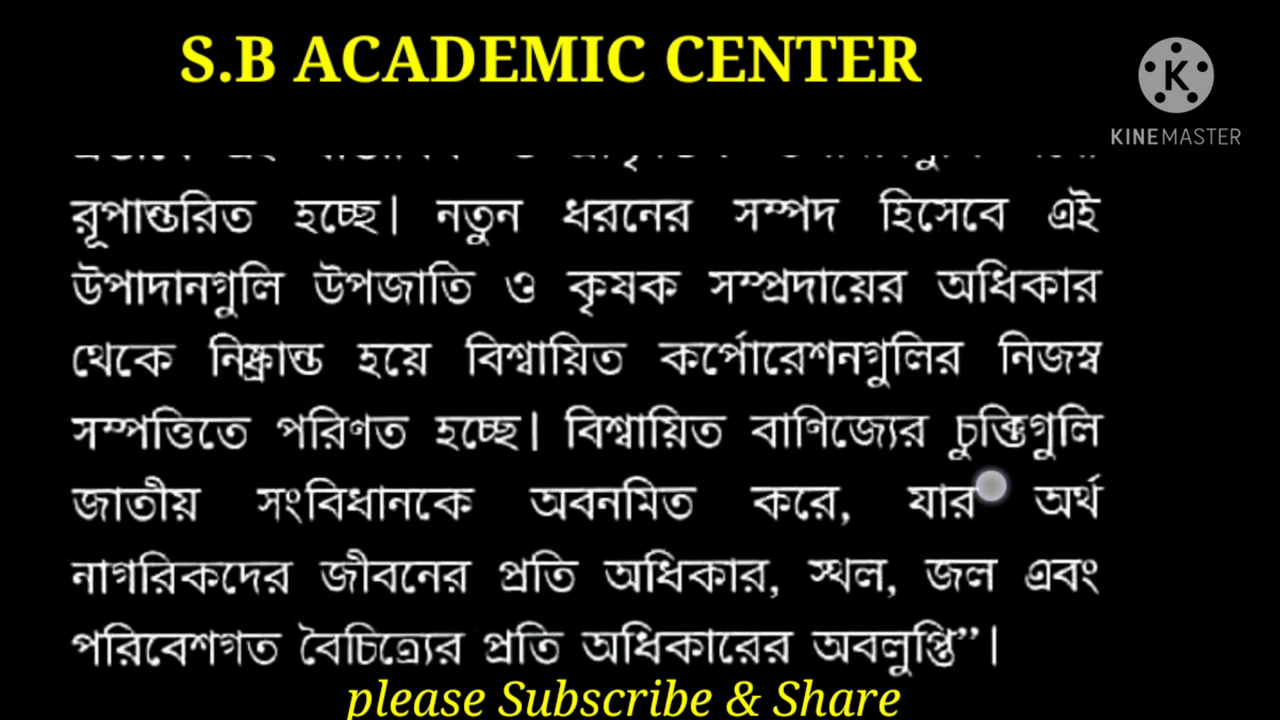 S.B ACADEMIC CENTER
KINEMASTER
রূপান্তরিত হচ্ছে। নতুন ধরনের সম্পদ হিসেবে এই
উপাদানগুলি উপজাতি ও কৃষক সম্প্রদায়ের অধিকার
থেকে নিষ্ক্রান্ত হয়ে বিশ্বায়িত কর্পোরেশনগুলির নিজস্ব
সম্পত্তিতে পরিণত হচ্ছে। বিশ্বায়িত বাণিজ্যের চুক্তিগুলি
জাতীয় সংবিধানকে অবনমিত করে, যার অর্থ
নাগরিকদের জীবনের প্রতি অধিকার, স্থল, জল এবং
পরিবেশগত বৈচিত্র্যের প্রতি অধিকারের অবলুপ্তি”।
please Subscribe & Share